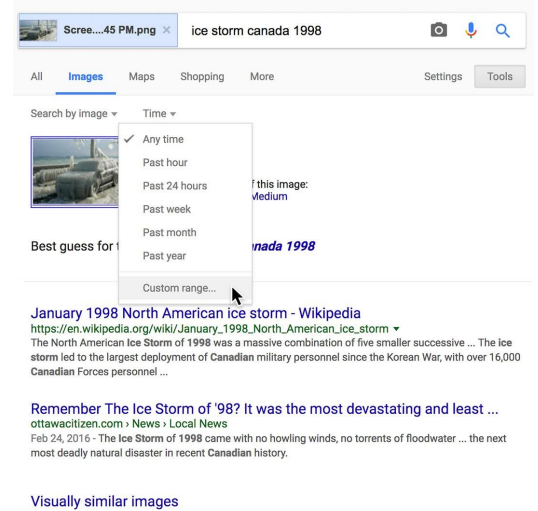 Scree....45 PM.png × ice storm canada 1998
All Images Maps Shopping More Settings Tools
Search by image Time
Any time
Past hour
Past 24 hours
Past week
Past month
Past year
Custom range...
f this image:
Medium
Best guess for anada 1998
January 1998 North American ice storm - Wikipedia
https://en.wikipedia.org/wiki/January_1998_North_American_ice_storm
The North American Ice Storm of 1998 was a massive combination of five smaller successive ... The ice
storm led to the largest deployment of Canadian military personnel since the Korean War, with over 16,000
Canadian Forces personnel ...
Remember The Ice Storm of '98? It was the most devastating and least ...
ottawacitizen.com › News › Local News
Feb 24, 2016 - The Ice Storm of 1998 came with no howling winds, no torrents of floodwater ... the next
most deadly natural disaster in recent Canadian history.
Visually similar images